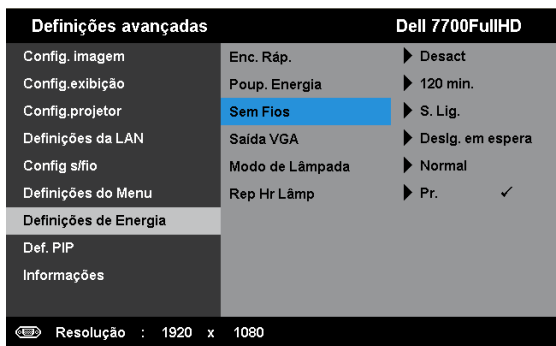 Definições avançadas Dell 7700FullHD
Config. imagem Enc. Ráp. Desact
Config.exibição Poup. Energia 120 min.
Config.projetor Sem Fios S. Lig.
Definições da LAN Saída VGA Deslg. em espera
Config s/fio Modo de Lâmpada Normal
Definições do Menu Rep Hr Lâmp Pr. ✓
Definições de Energia
Def. PIP
Informações
Resolução : 1920 x 1080